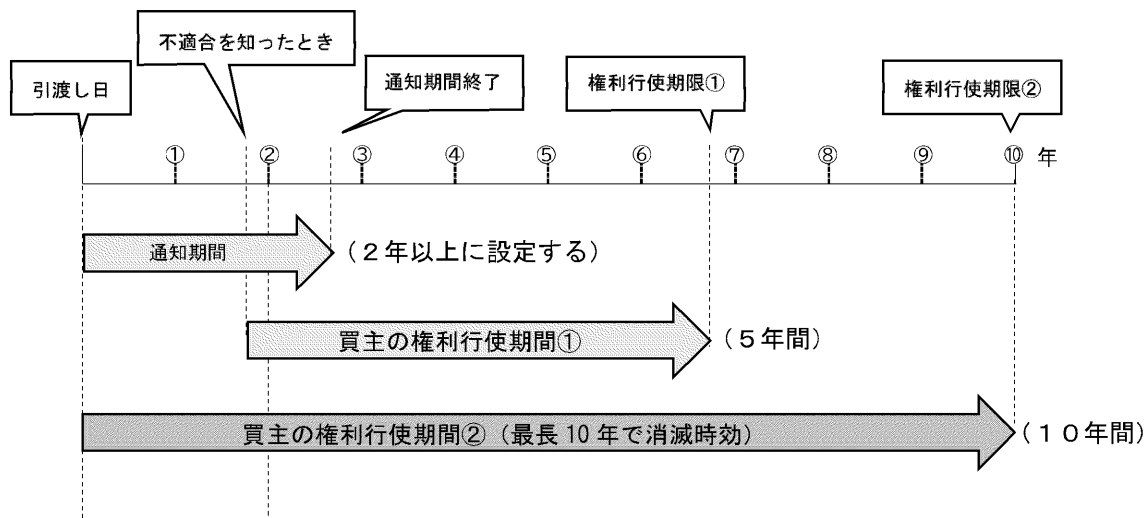 不適合を知ったとき
引渡し日
通知期間終了
権利行使期限①
権利行使期限②
① ② ③ ④ ⑤ ⑥ ⑦ ⑧ ⑨ ⑩ 年
通知期間 (２年以上に設定する)
買主の権利行使期間① (５年間)
買主の権利行使期間② (最長 10 年で消滅時効) (１０年間)